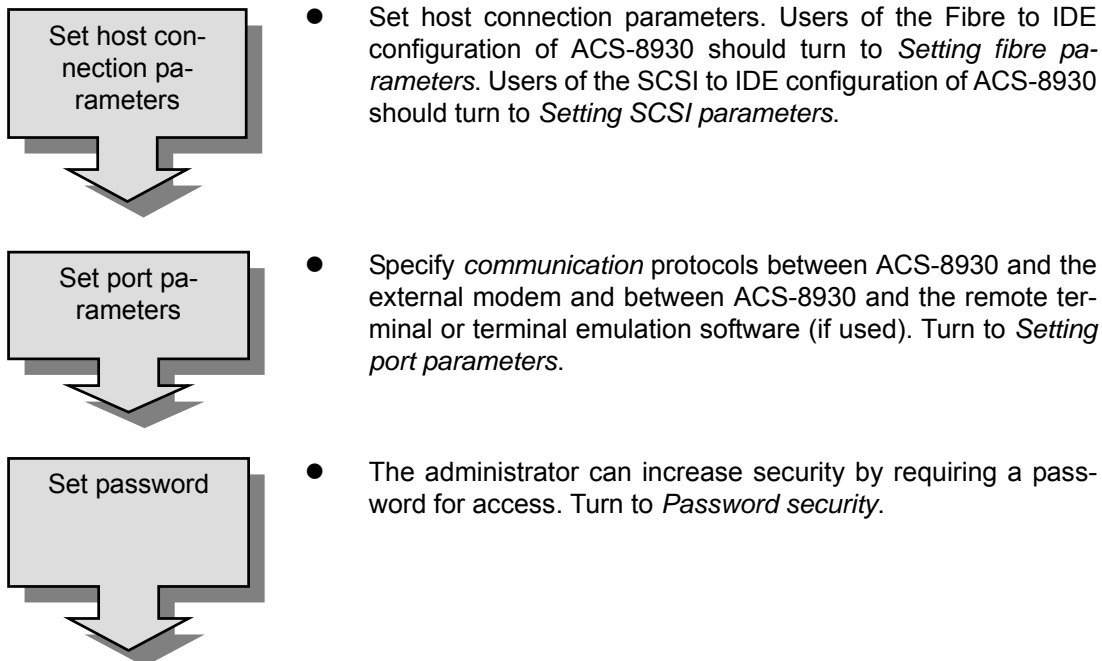 Set host con-
nection pa-
rameters
● Set host connection parameters. Users of the Fibre to IDE
configuration of ACS-8930 should turn to Setting fibre pa-
rameters. Users of the SCSI to IDE configuration of ACS-8930
should turn to Setting SCSI parameters.
Set port pa-
rameters
● Specify communication protocols between ACS-8930 and the
external modem and between ACS-8930 and the remote ter-
minal or terminal emulation software (if used). Turn to Setting
port parameters.
Set password
● The administrator can increase security by requiring a pass-
word for access. Turn to Password security.